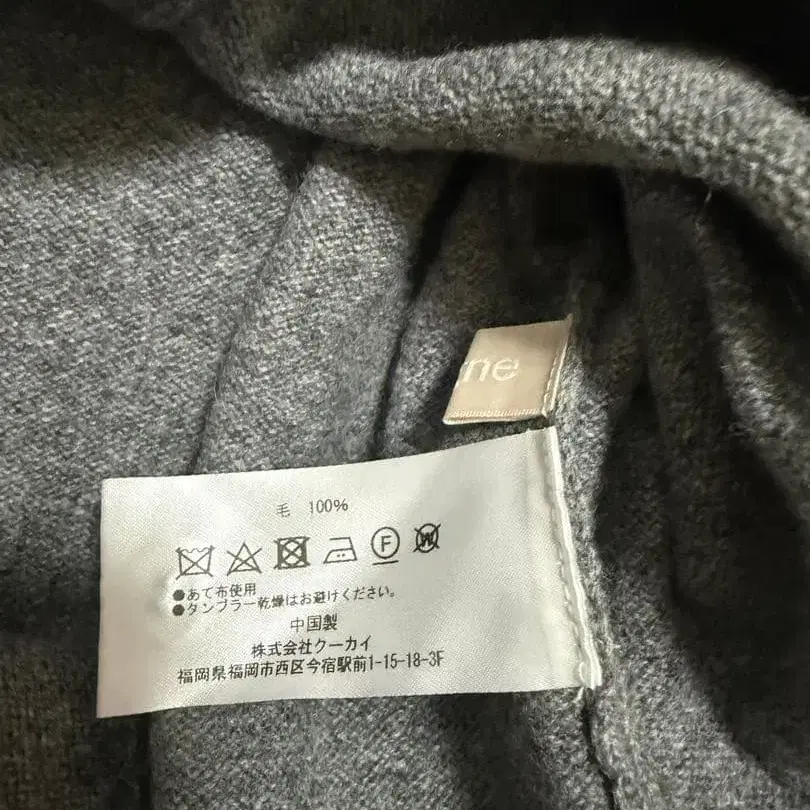 me
毛 100%
F W
●あて布使用
●タンブラー乾燥はお避けください。
中国製
株式会社クーカイ
福岡県福岡市西区今宿駅前1-15-18-3F